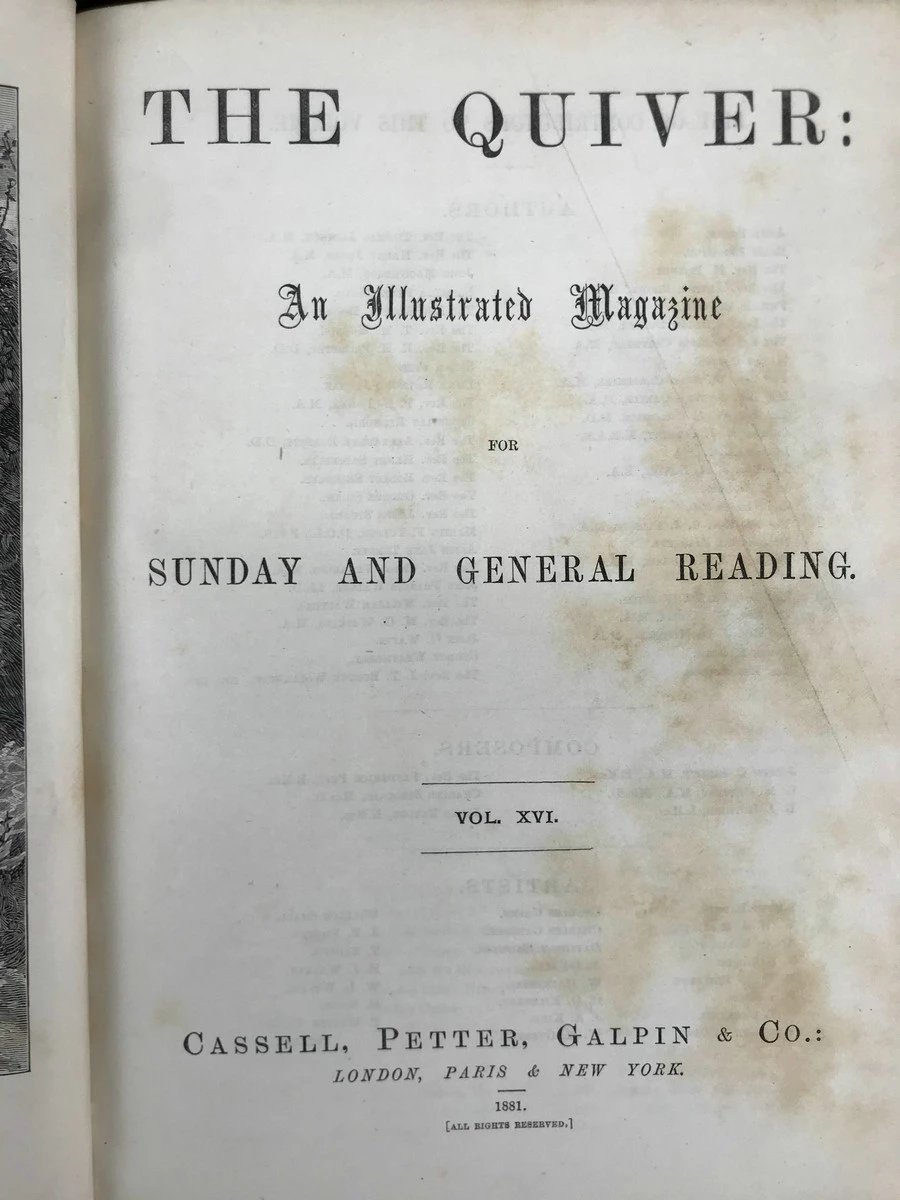 THE QUIVER:
An Illustrated Magazine
FOR
SUNDAY AND GENERAL READING.
VOL. XVI.
CASSELL, PETTER, GALPIN & CO.:
LONDON, PARIS & NEW YORK.
1881.
[ALL RIGHTS RESERVED.]